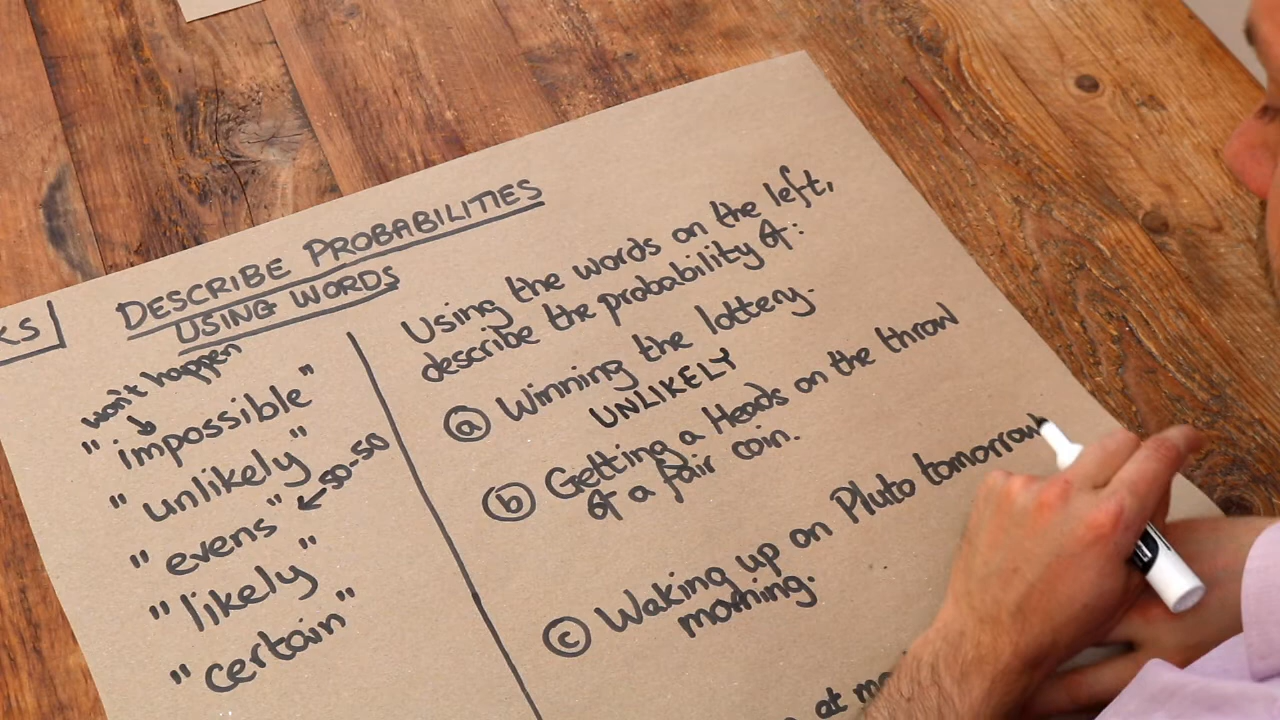 KS
DESCRIBE PROBABILITIES
USING WORDS
won't happen
"impossible"
"unlikely"
"evens" ← 50-50
"likely"
"certain"
Using the words on the left,
describe the probability of:
(a) Winning the lottery.
UNLIKELY
(b) Getting a Heads on the throw
of a fair coin.
(c) Waking up on Pluto tomorrow
morning.
at